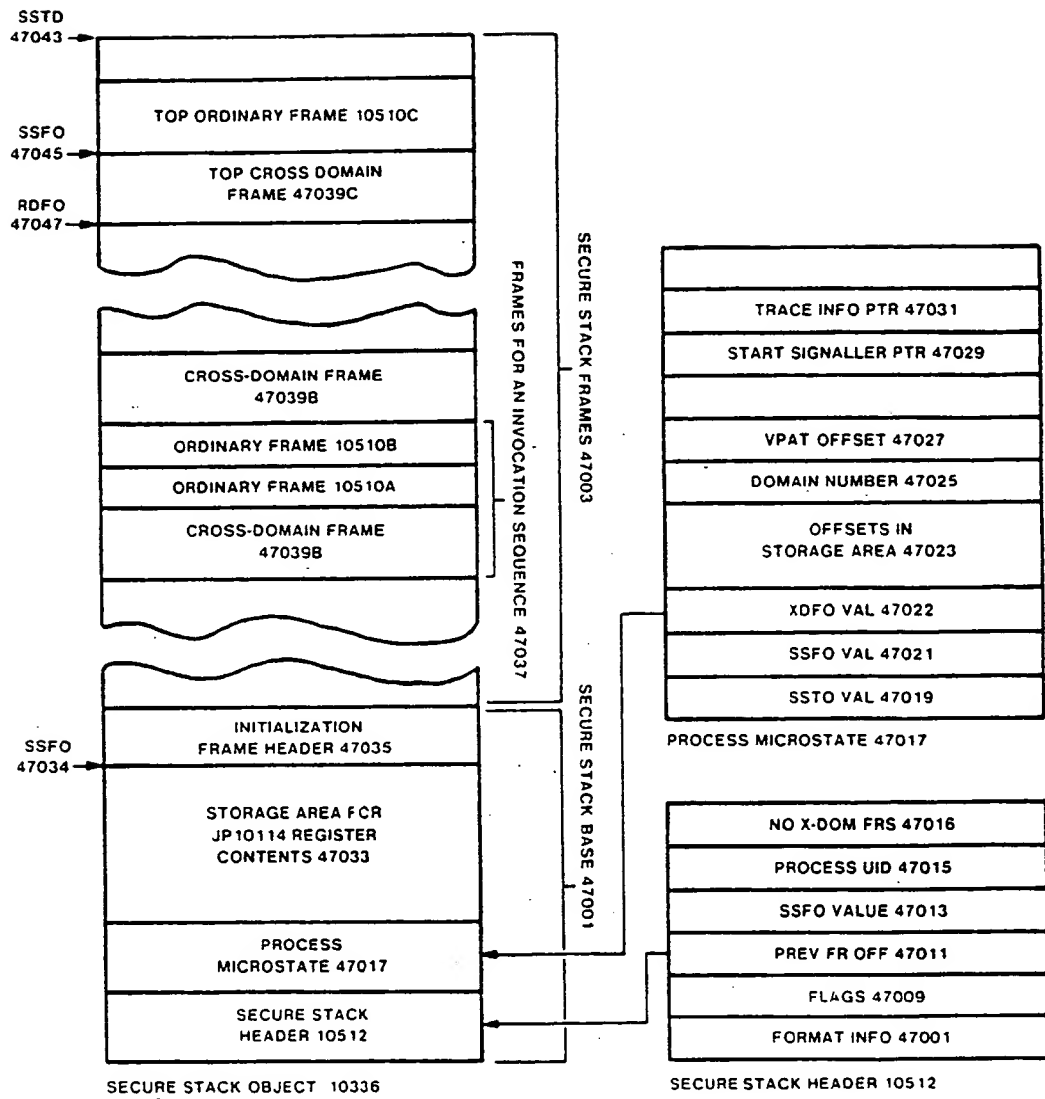 SSTD
47043
TOP ORDINARY FRAME 10510C
SSFO
47045
TOP CROSS DOMAIN
FRAME 47039C
RDFO
47047
CROSS-DOMAIN FRAME
47039B
ORDINARY FRAME 10510B
ORDINARY FRAME 10510A
CROSS-DOMAIN FRAME
47039B
FRAMES FOR AN INVOCATION SEQUENCE 47037
SECURE STACK FRAMES 47003
INITIALIZATION
FRAME HEADER 47035
SSFO
47034
STORAGE AREA FCR
JP10114 REGISTER
CONTENTS 47033
PROCESS
MICROSTATE 47017
SECURE STACK
HEADER 10512
SECURE STACK BASE 47001
SECURE STACK OBJECT 10336
TRACE INFO PTR 47031
START SIGNALLER PTR 47029
VPAT OFFSET 47027
DOMAIN NUMBER 47025
OFFSETS IN
STORAGE AREA 47023
XDFO VAL 47022
SSFO VAL 47021
SSTO VAL 47019
PROCESS MICROSTATE 47017
NO X-DOM FRS 47016
PROCESS UID 47015
SSFO VALUE 47013
PREV FR OFF 47011
FLAGS 47009
FORMAT INFO 47001
SECURE STACK HEADER 10512